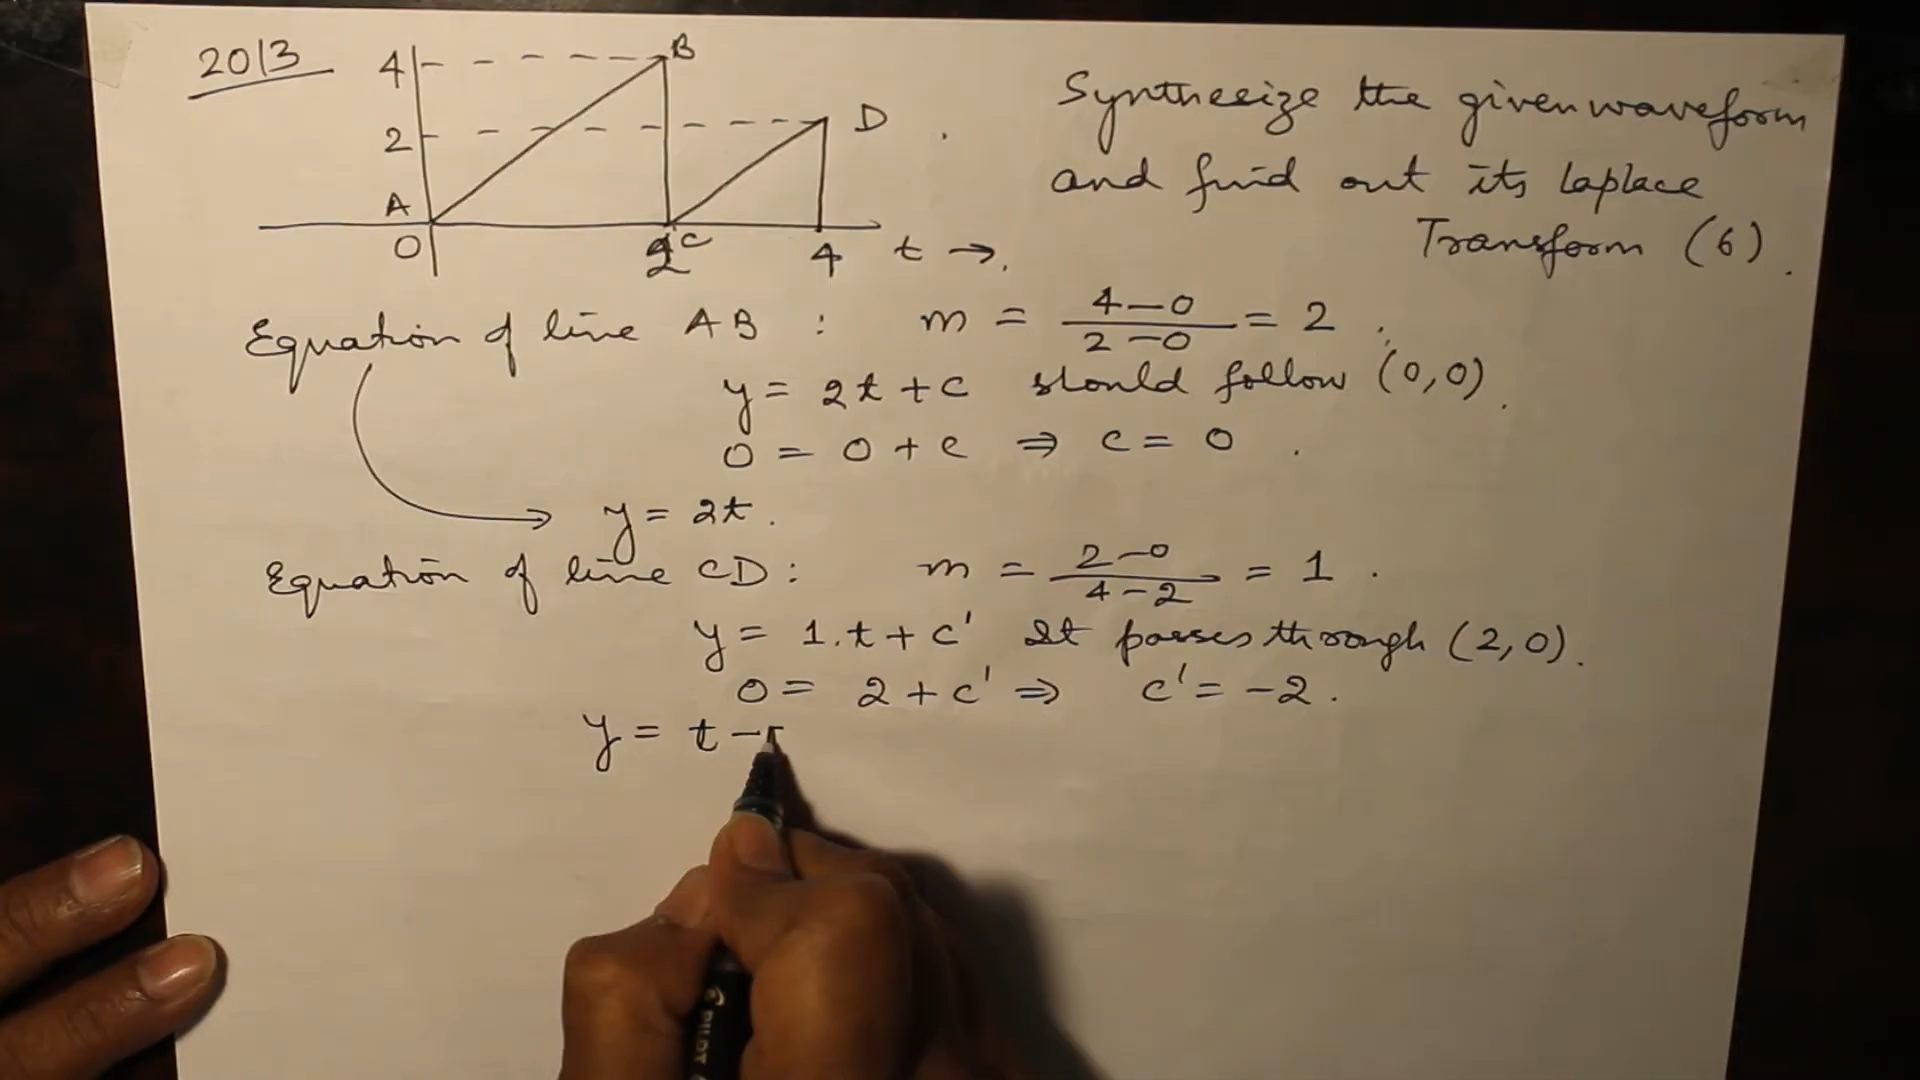 2013
4 B
2 D
A
0 2 C 4 t →
Syntheeize the given waveform
and find out its laplace
Transform (6).
Equation of line AB : m = 4-0 / 2-0 = 2.
y = 2t + c should follow (0,0).
0 = 0 + c ⇒ c = 0.
y = 2t.
Equation of line CD : m = 2-0 / 4-2 = 1.
y = 1.t + c' It passes through (2,0).
0 = 2 + c' ⇒ c' = -2.
y = t -
PILOT